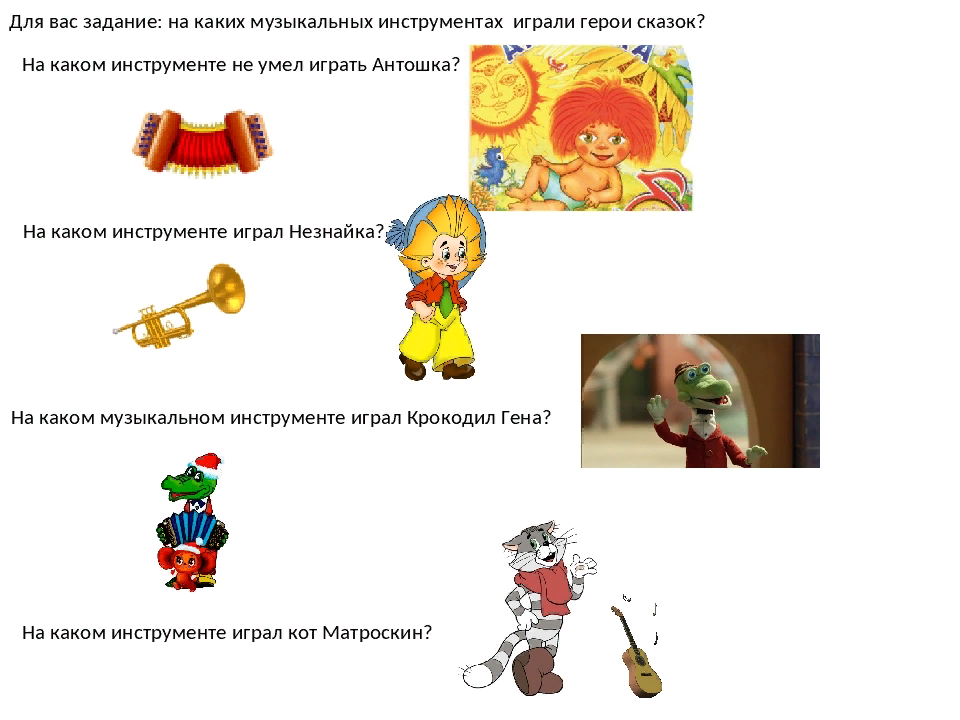 Для вас задание: на каких музыкальных инструментах играли герои сказок?
На каком инструменте не умел играть Антошка?
На каком инструменте играл Незнайка?
На каком музыкальном инструменте играл Крокодил Гена?
На каком инструменте играл кот Матроскин?